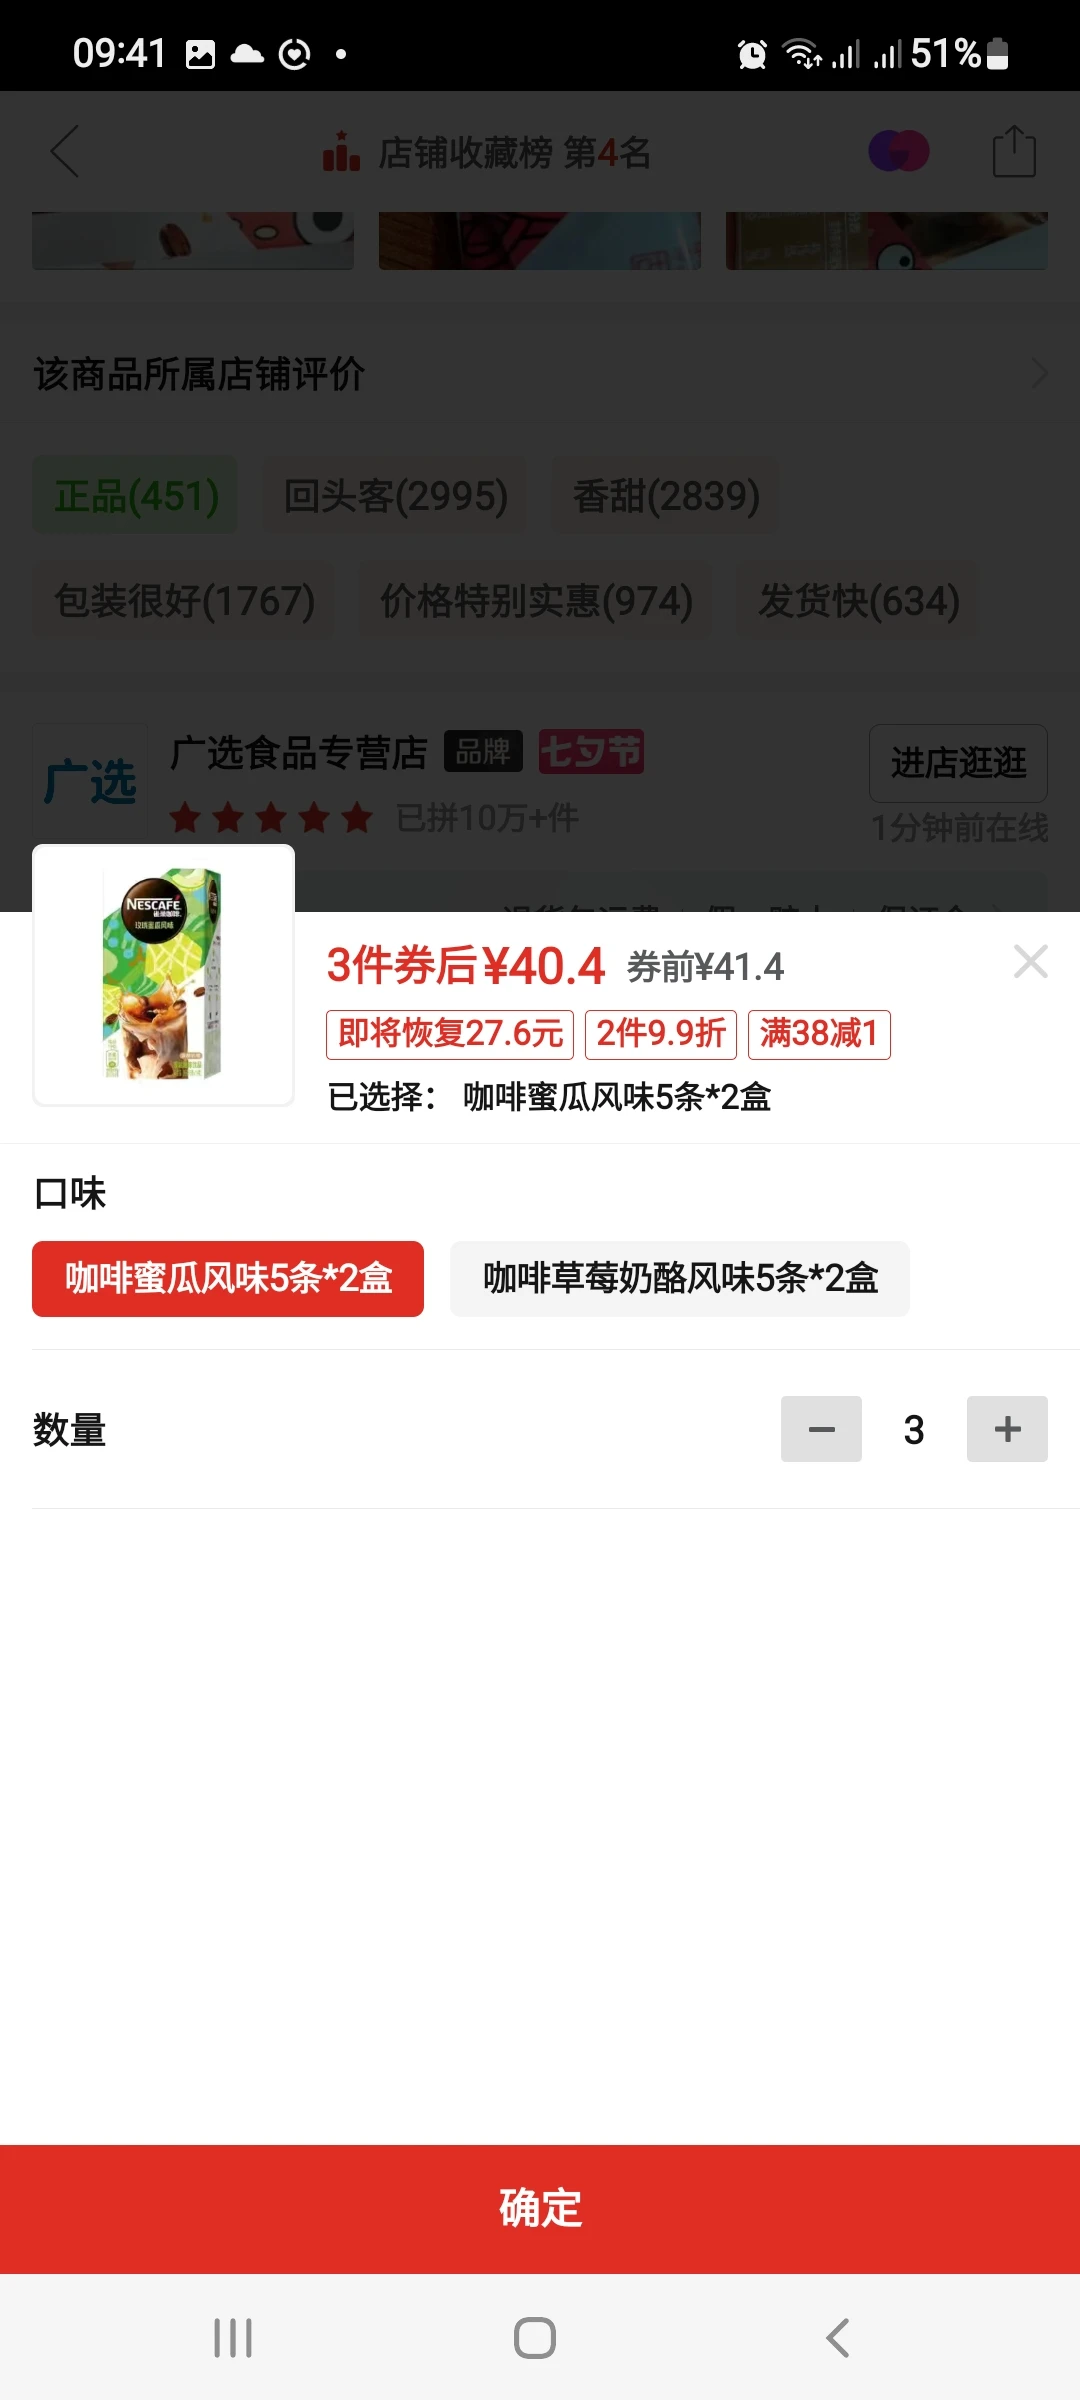 09:41
51%
店铺收藏榜 第4名
该商品所属店铺评价
正品(451)
回头客(2995)
香甜(2839)
包装很好(1767)
价格特别实惠(974)
发货快(634)
广选
广选食品专营店
品牌
七夕节
进店逛逛
已拼10万+件
1分钟前在线
NESCAFÉ
雀巢咖啡
3件券后¥40.4 券前¥41.4
即将恢复27.6元
2件9.9折
满38减1
已选择： 咖啡蜜瓜风味5条*2盒
口味
咖啡蜜瓜风味5条*2盒
咖啡草莓奶酪风味5条*2盒
数量
3
确定